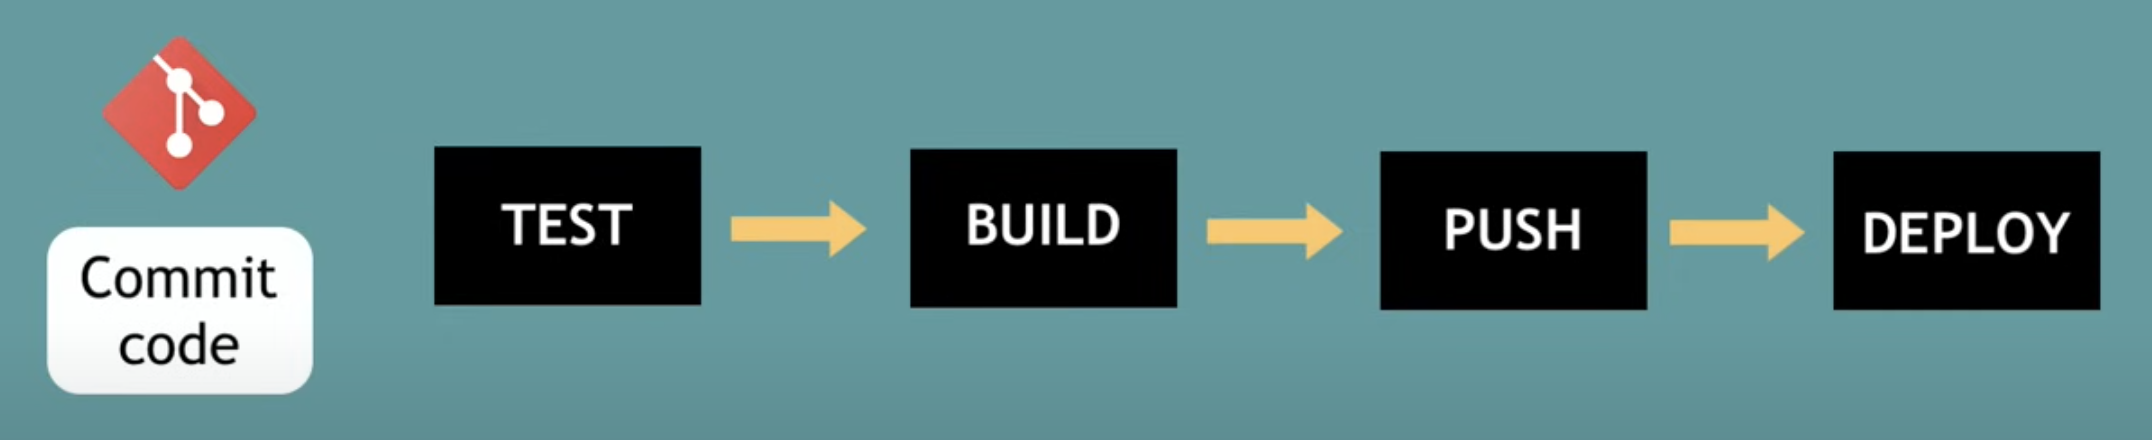 Commit
code
TEST
BUILD
PUSH
DEPLOY